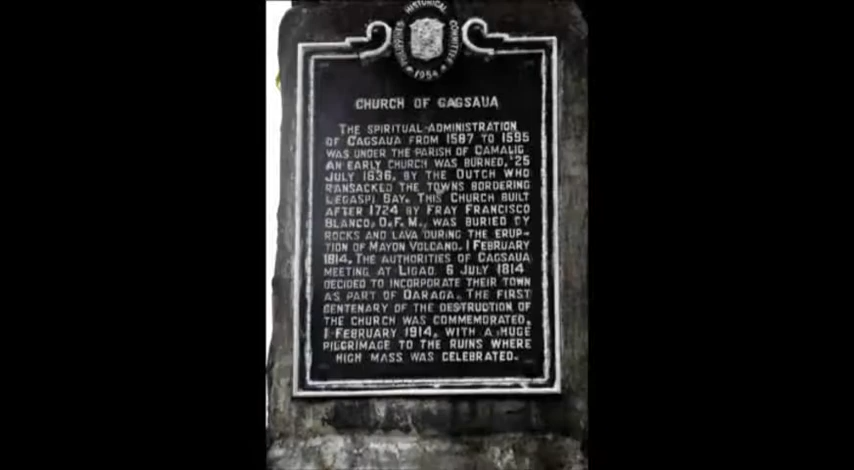 PHILIPPINES HISTORICAL COMMITTEE
1954
CHURCH OF CAGSAUA
THE SPIRITUAL ADMINISTRATION
OF CAGSAUA FROM 1587 TO 1595
WAS UNDER THE PARISH OF CAMALIG.
AN EARLY CHURCH WAS BURNED, 25
JULY 1636, BY THE DUTCH WHO
RANSACKED THE TOWNS BORDERING
LEGASPI BAY. THIS CHURCH BUILT
AFTER 1724 BY FRAY FRANCISCO
BLANCO, O.F.M., WAS BURIED BY
ROCKS AND LAVA DURING THE ERUP-
TION OF MAYON VOLCANO, 1 FEBRUARY
1814. THE AUTHORITIES OF CAGSAUA
MEETING AT LIGAO 6 JULY 1814
DECIDED TO INCORPORATE THEIR TOWN
AS PART OF DARAGA. THE FIRST
CENTENARY OF THE DESTRUCTION OF
THE CHURCH WAS COMMEMORATED,
1 FEBRUARY 1914, WITH A HUGE
PILGRIMAGE TO THE RUINS WHERE
HIGH MASS WAS CELEBRATED.